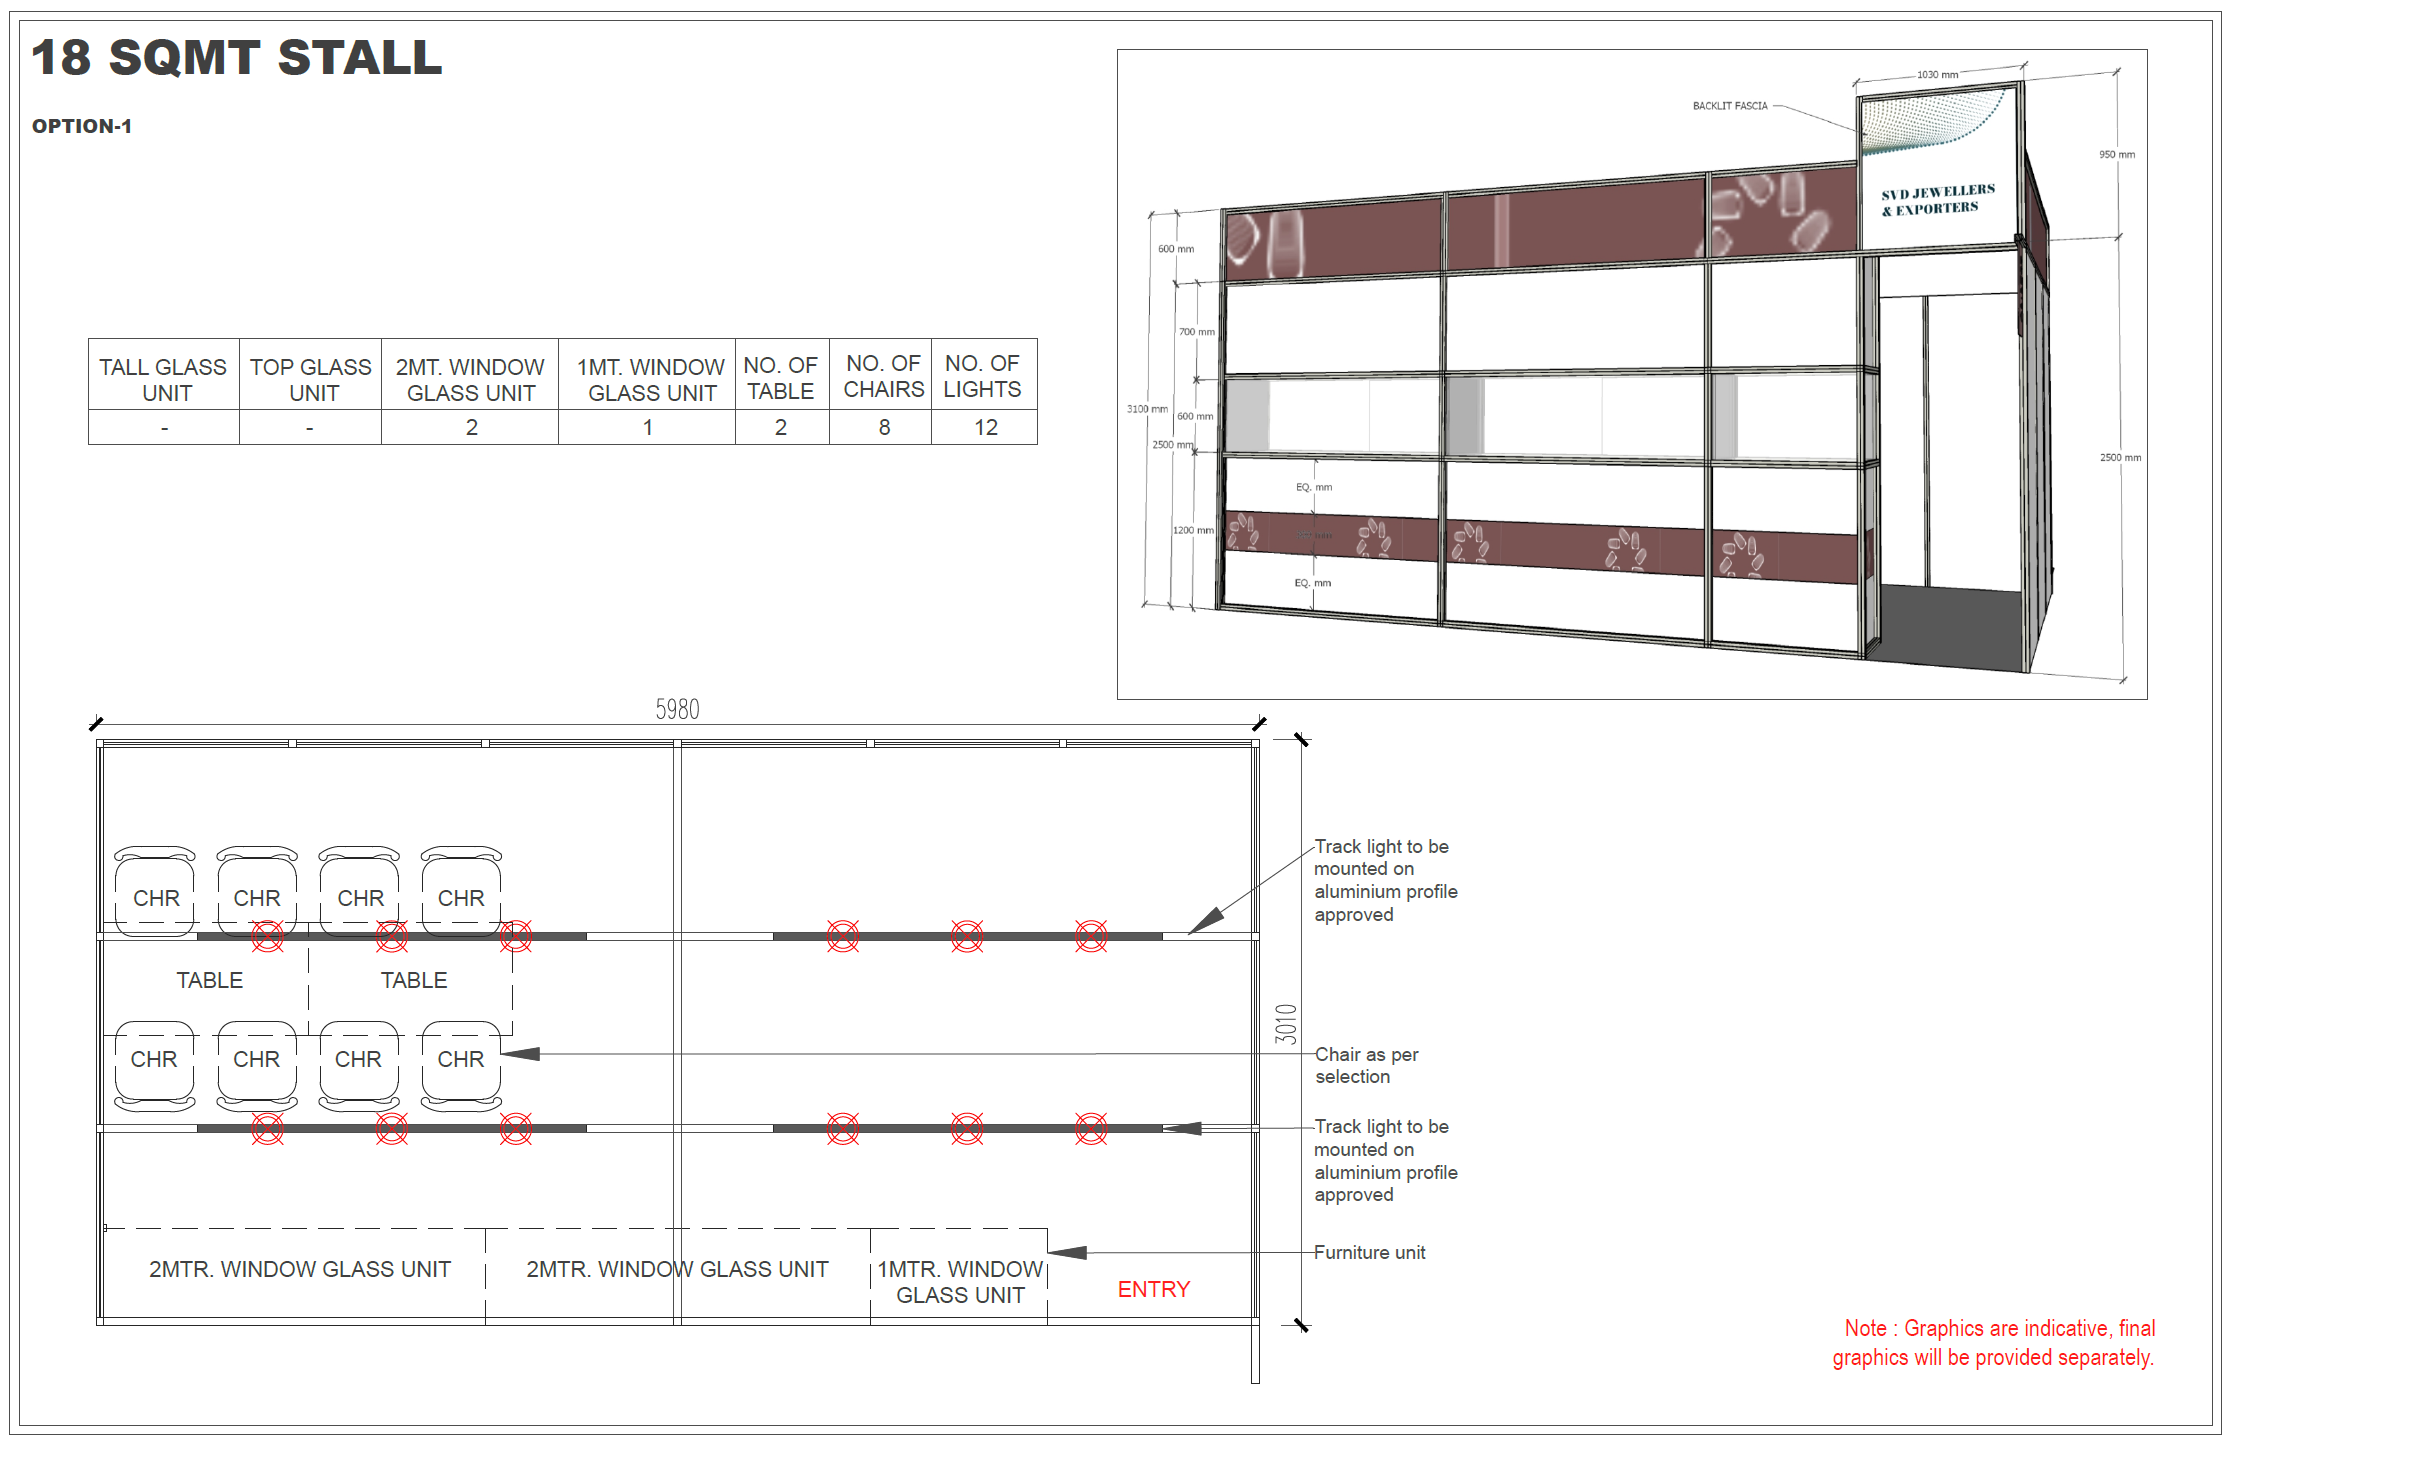 18 SQMT STALL
OPTION-1
TALL GLASS
UNIT
TOP GLASS
UNIT
2MT. WINDOW
GLASS UNIT
1MT. WINDOW
GLASS UNIT
NO. OF
TABLE
NO. OF
CHAIRS
NO. OF
LIGHTS
-
-
2
1
2
8
12
1030 mm
BACKLIT FASCIA
950 mm
SVD JEWELLERS
& EXPORTERS
600 mm
700 mm
3100 mm
600 mm
2500 mm
2500 mm
EQ. mm
1200 mm
EQ. mm
5980
CHR
CHR
CHR
CHR
TABLE
TABLE
CHR
CHR
CHR
CHR
3010
Track light to be
mounted on
aluminium profile
approved
Chair as per
selection
Track light to be
mounted on
aluminium profile
approved
Furniture unit
2MTR. WINDOW GLASS UNIT
2MTR. WINDOW GLASS UNIT
1MTR. WINDOW
GLASS UNIT
ENTRY
Note : Graphics are indicative, final
graphics will be provided separately.